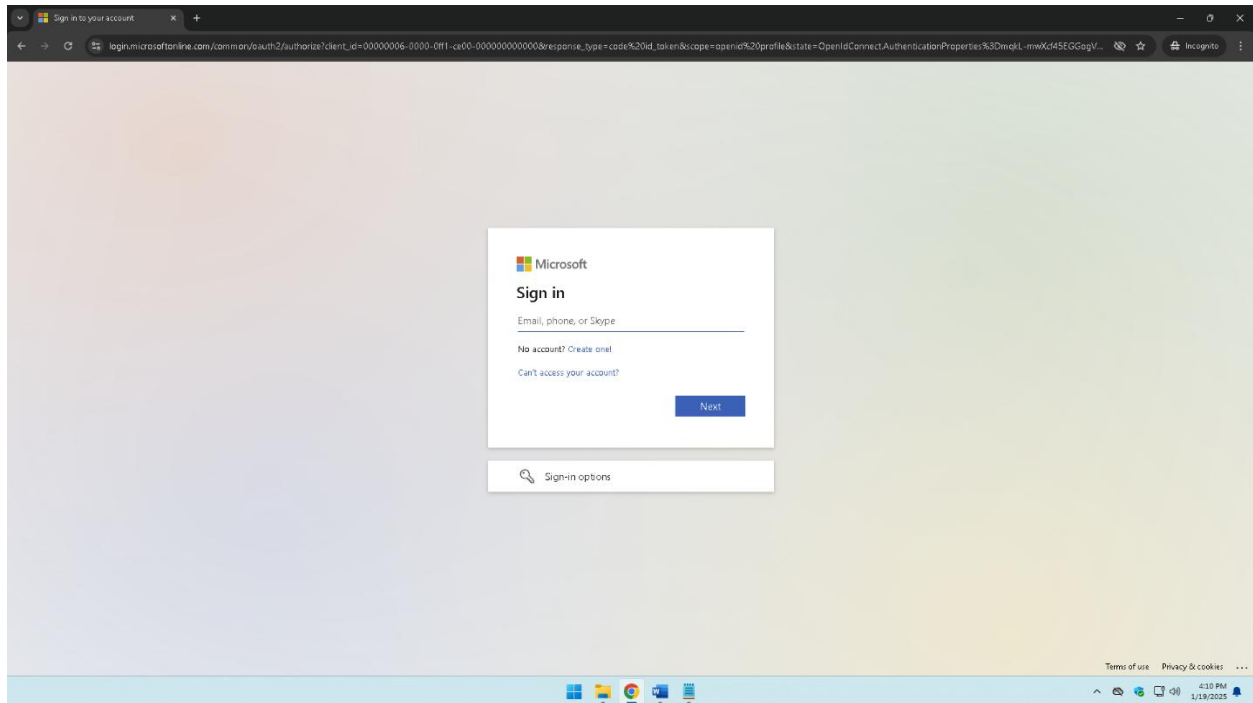 Sign in to your account
login.microsoftonline.com/common/oauth2/authorize?client_id=00000006-0000-0ff1-ce00-000000000000&response_type=code%20id_token&scope=openid%20profile&state=OpenIdConnect.AuthenticationProperties%3DmqkL-mwXcf45EGGogV...
Incognito
Microsoft
Sign in
Email, phone, or Skype
No account? Create one!
Can't access your account?
Next
Sign-in options
Terms of use Privacy & cookies ...
4:10 PM
1/19/2025